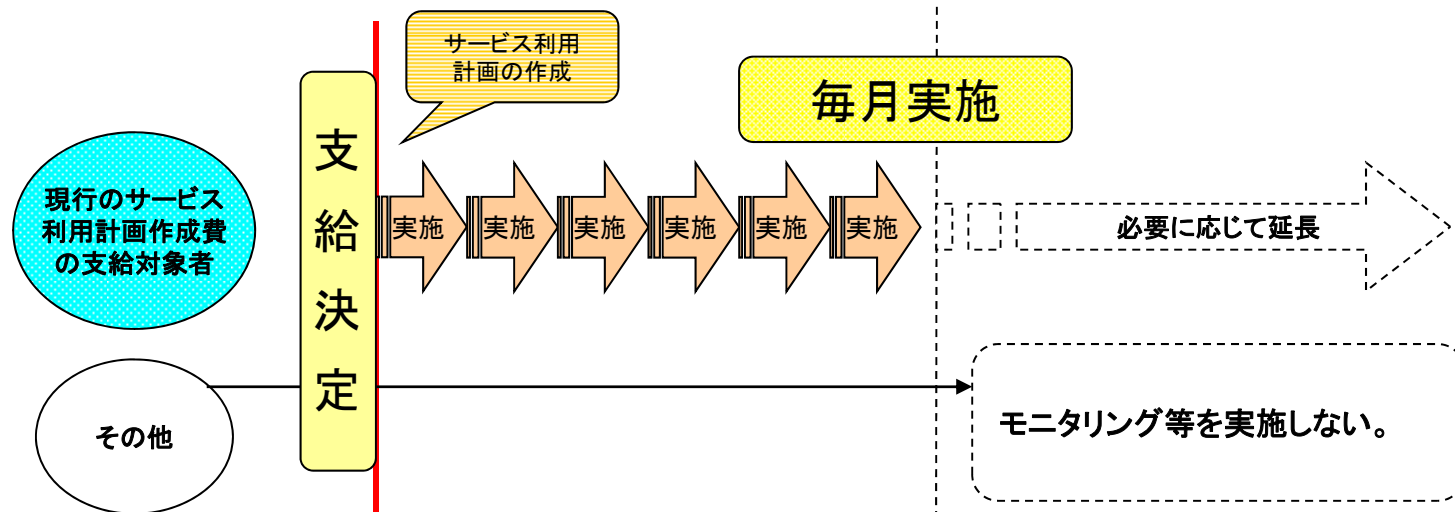 サービス利用
計画の作成
毎月実施
現行のサービス
利用計画作成費
の支給対象者
支
給
決
定
実施
実施
実施
実施
実施
実施
必要に応じて延長
その他
モニタリング等を実施しない。